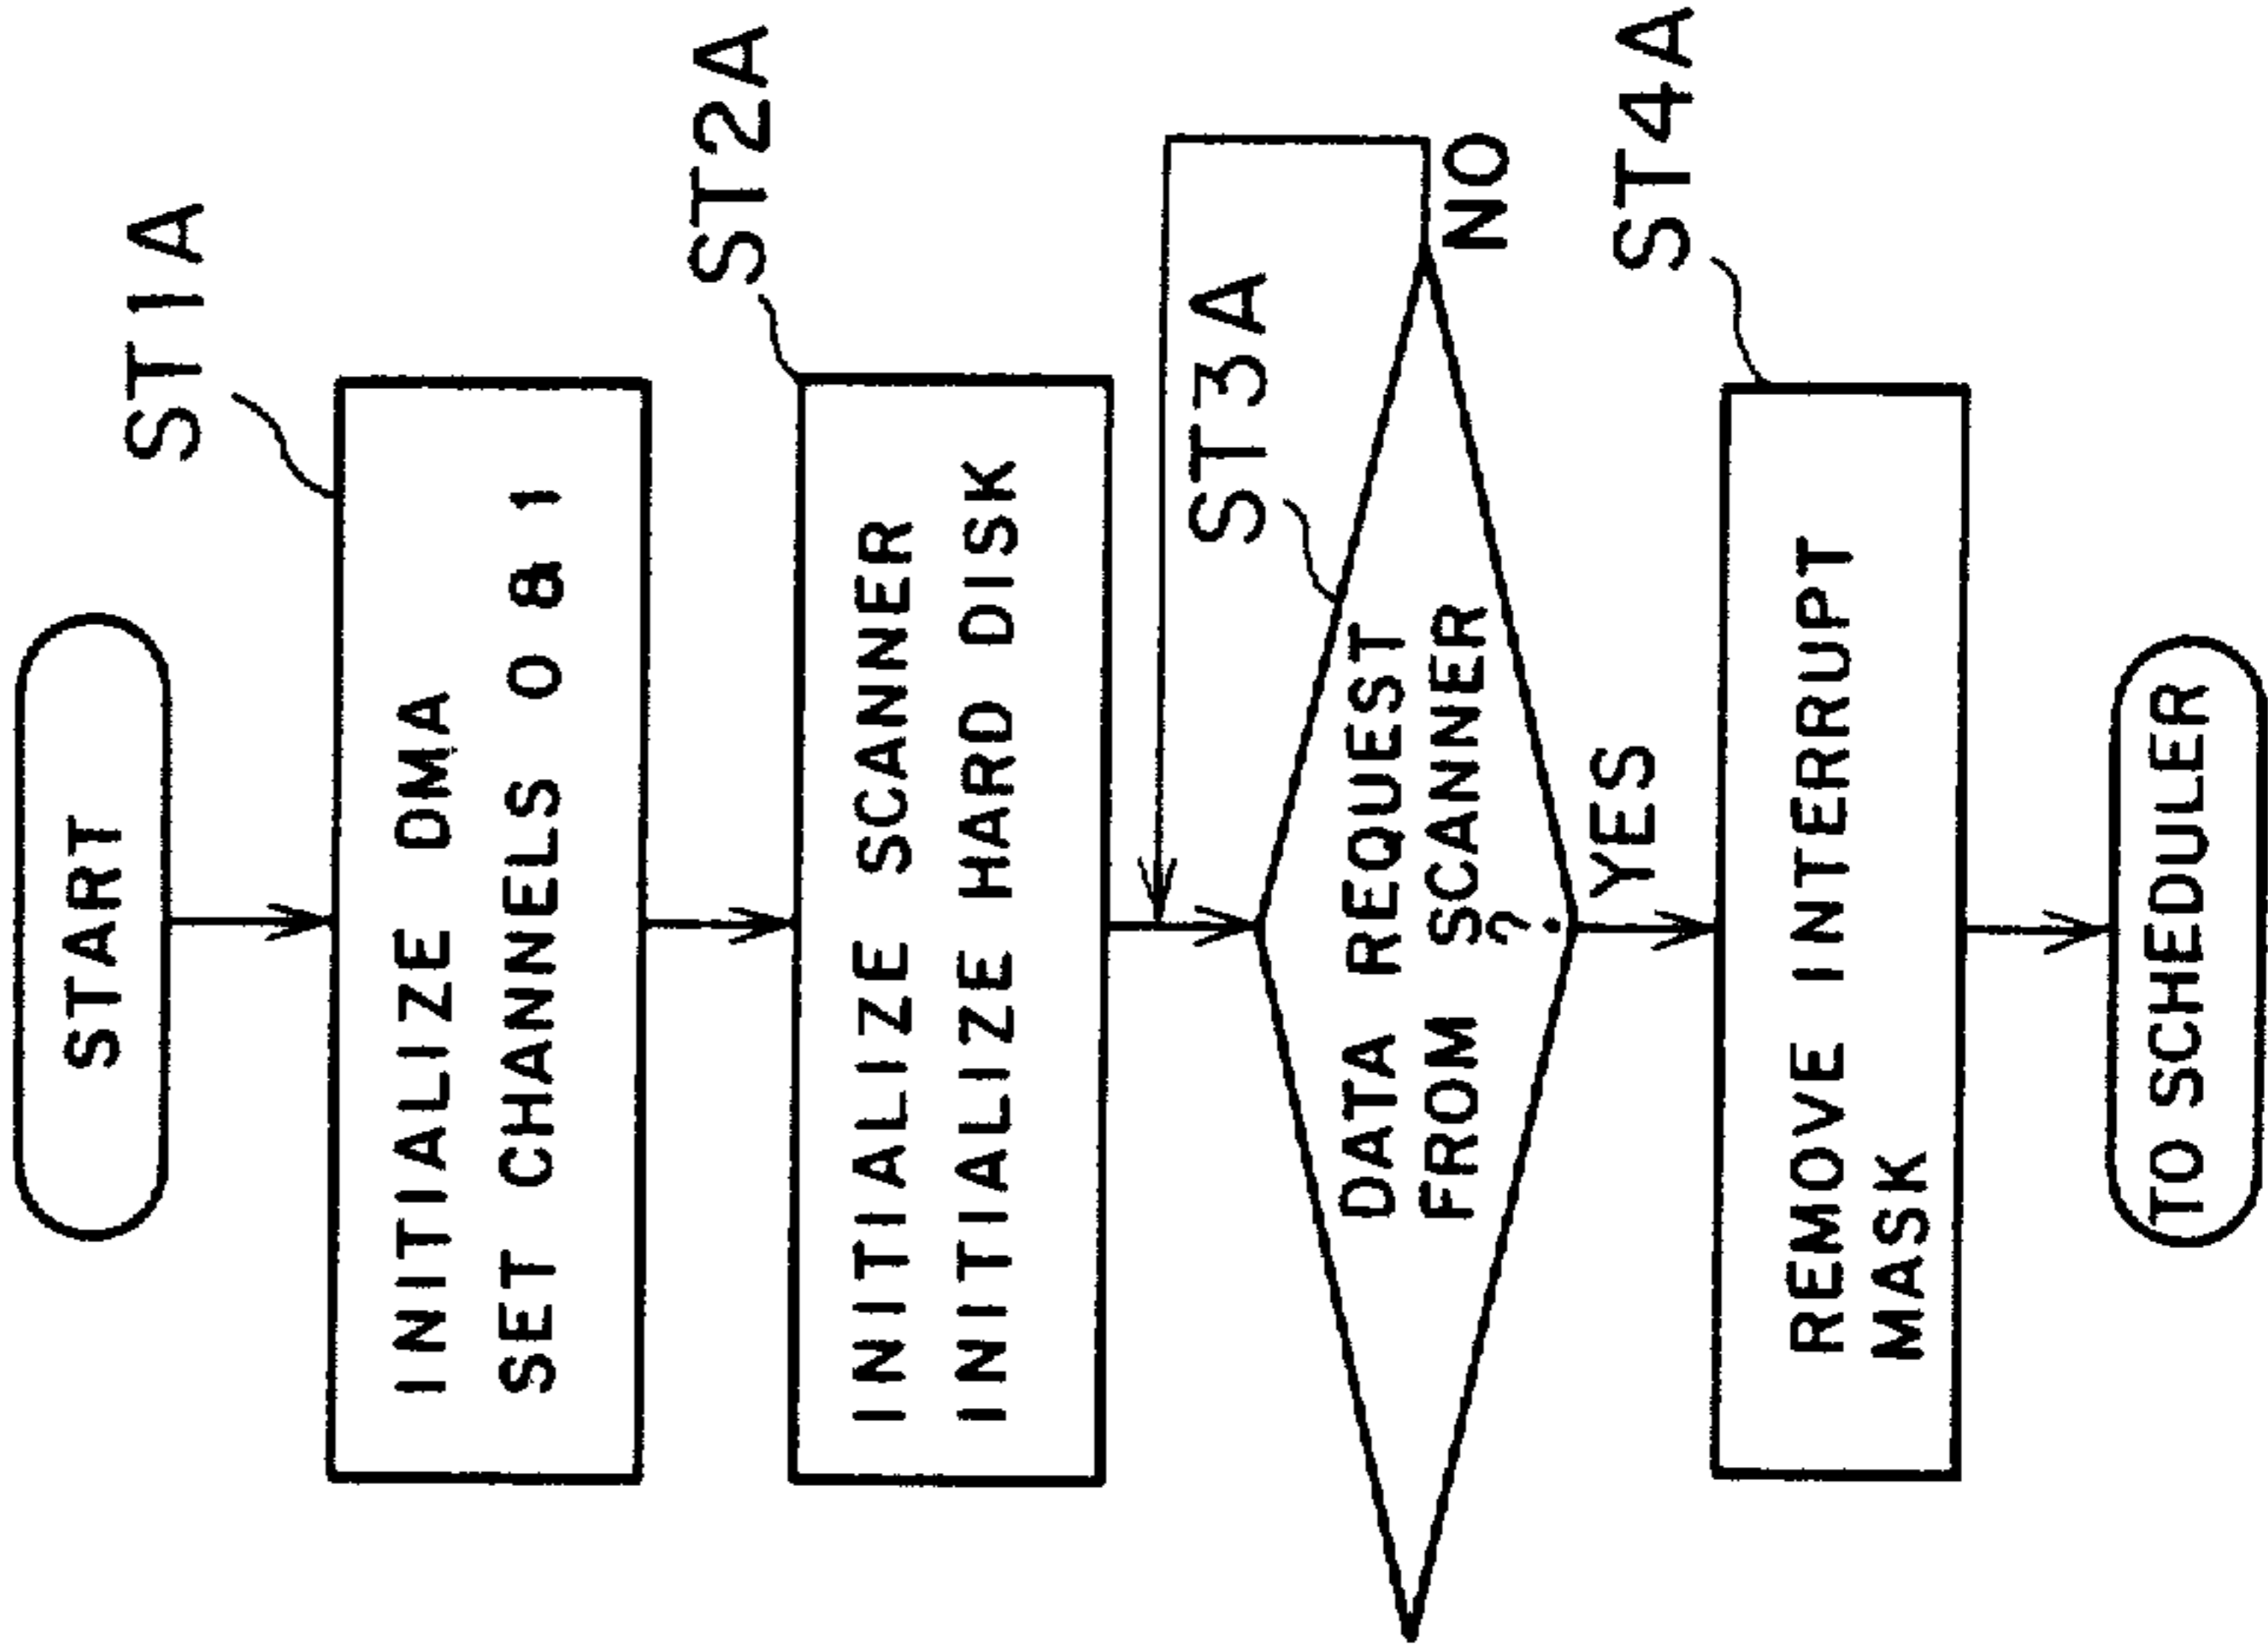 START
ST1A
INITIALIZE DMA
SET CHANNELS 0 & 1
ST2A
INITIALIZE SCANNER
INITIALIZE HARD DISK
ST3A
DATA REQUEST
FROM SCANNER
?
NO
YES
ST4A
REMOVE INTERRUPT
MASK
TO SCHEDULER